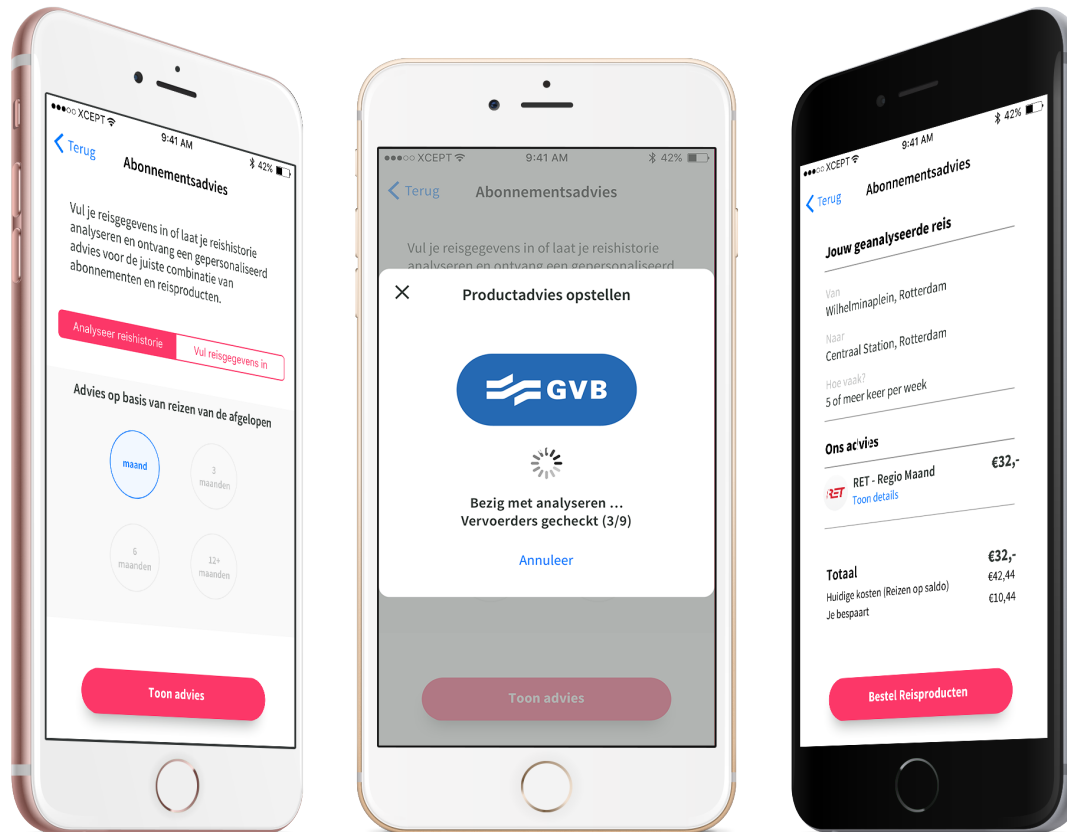 ●●●○○ XCEPT
9:41 AM
42%
Terug
Abonnementsadvies
Vul je reisgegevens in of laat je reishistorie
analyseren en ontvang een gepersonaliseerd
advies voor de juiste combinatie van
abonnementen en reisproducten.
Analyseer reishistorie
Vul reisgegevens in
Advies op basis van reizen van de afgelopen
maand
3
maanden
6
maanden
12+
maanden
Toon advies
●●●○○ XCEPT
9:41 AM
42%
Terug
Abonnementsadvies
Vul je reisgegevens in of laat je reishistorie
analyseren en ontvang een gepersonaliseerd
Productadvies opstellen
GVB
Bezig met analyseren ...
Vervoerders gecheckt (3/9)
Annuleer
Toon advies
●●●○○ XCEPT
9:41 AM
42%
Terug
Abonnementsadvies
Jouw geanalyseerde reis
Van
Wilhelminaplein, Rotterdam
Naar
Centraal Station, Rotterdam
Hoe vaak?
5 of meer keer per week
Ons advies
RET
RET - Regio Maand
€32,-
Toon details
Totaal
€32,-
Huidige kosten (Reizen op saldo)
€42,44
Je bespaart
€10,44
Bestel Reisproducten